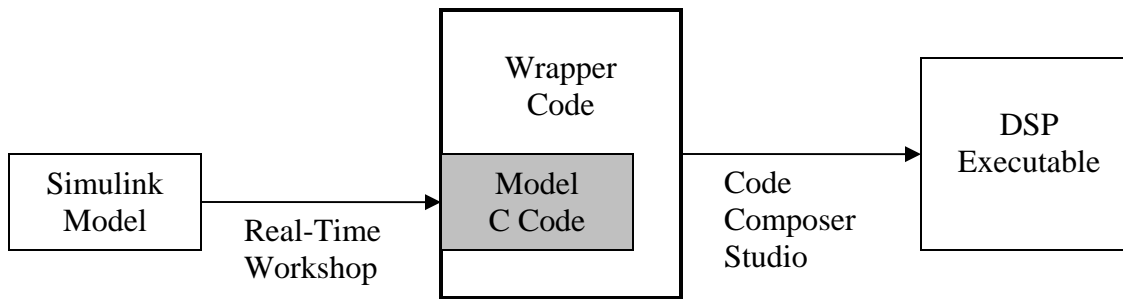 Simulink
Model
Real-Time
Workshop
Wrapper
Code
Model
C Code
Code
Composer
Studio
DSP
Executable